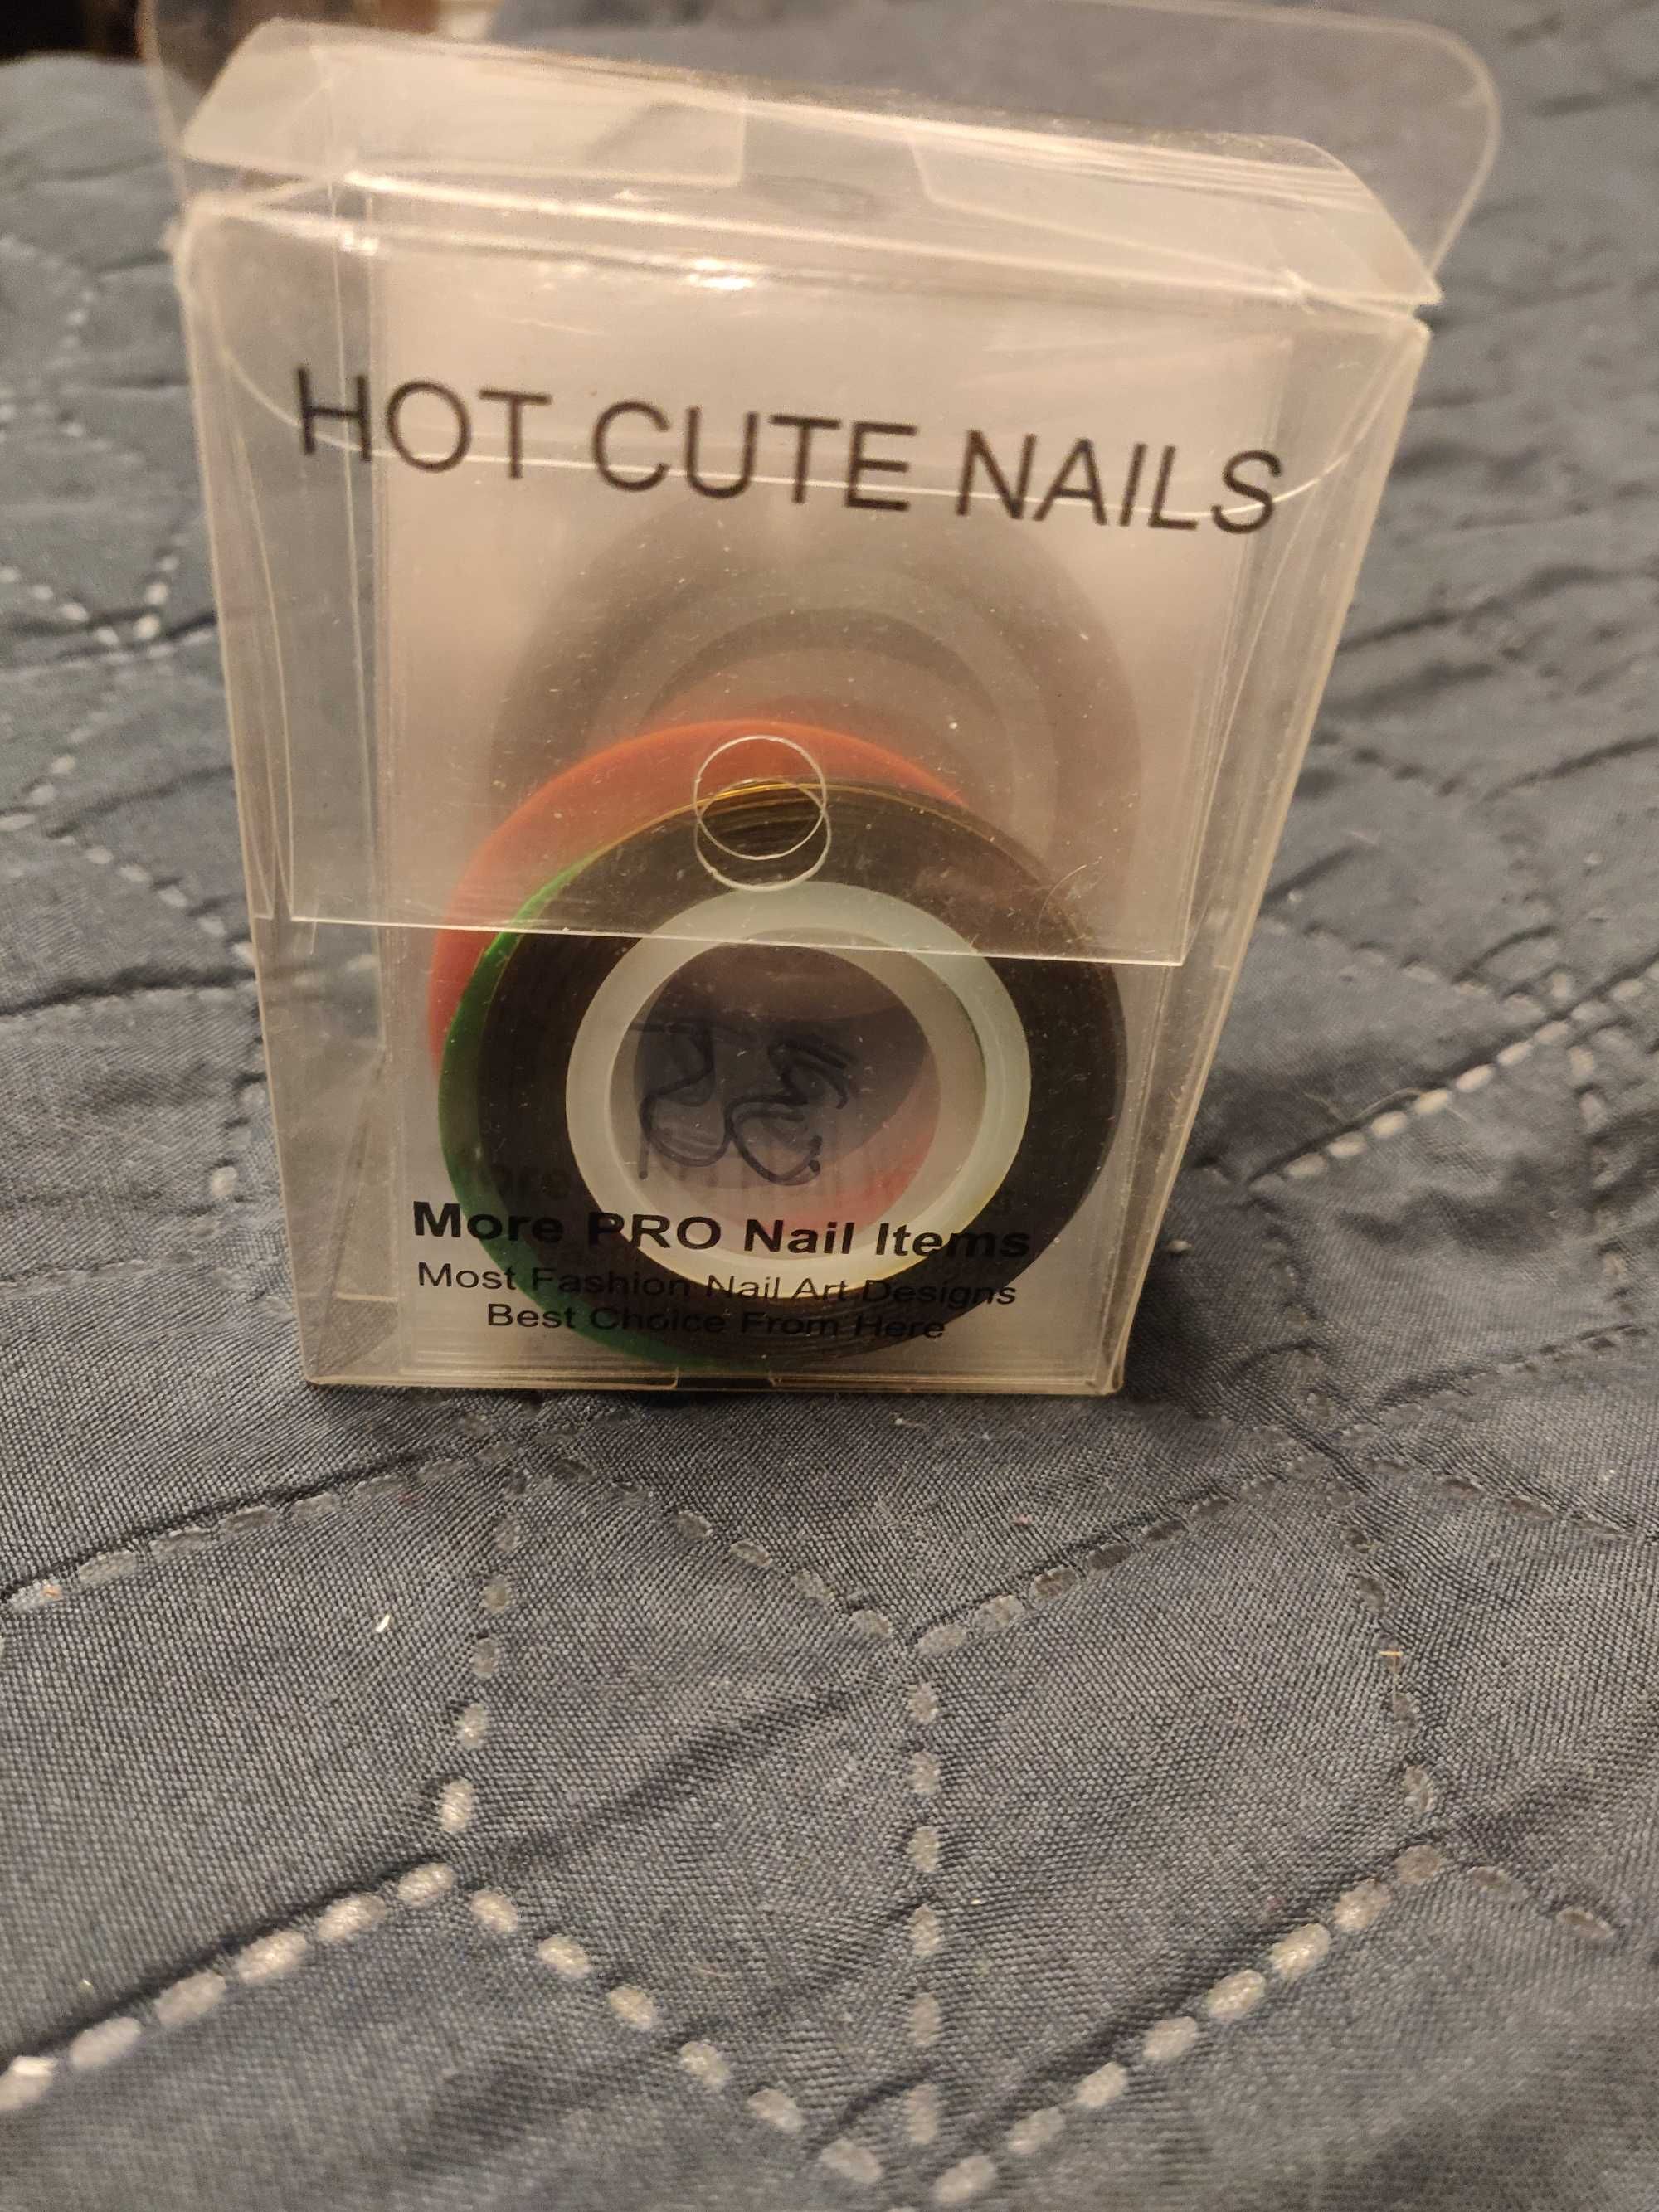 HOT CUTE NAILS
More PRO Nail Items
Most Fashion Nail Art Designs
Best Choice From Here